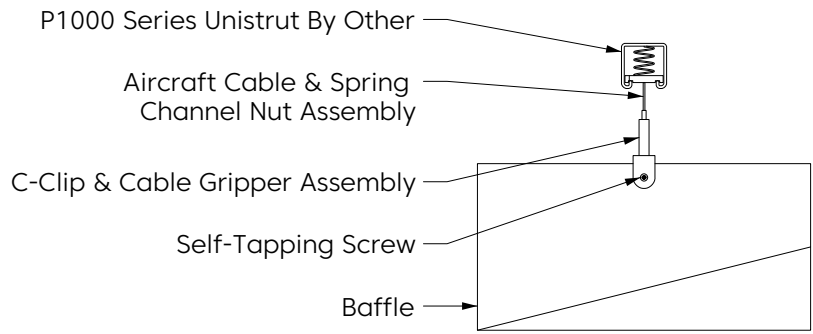 P1000 Series Unistrut By Other
Aircraft Cable & Spring
Channel Nut Assembly
C-Clip & Cable Gripper Assembly
Self-Tapping Screw
Baffle